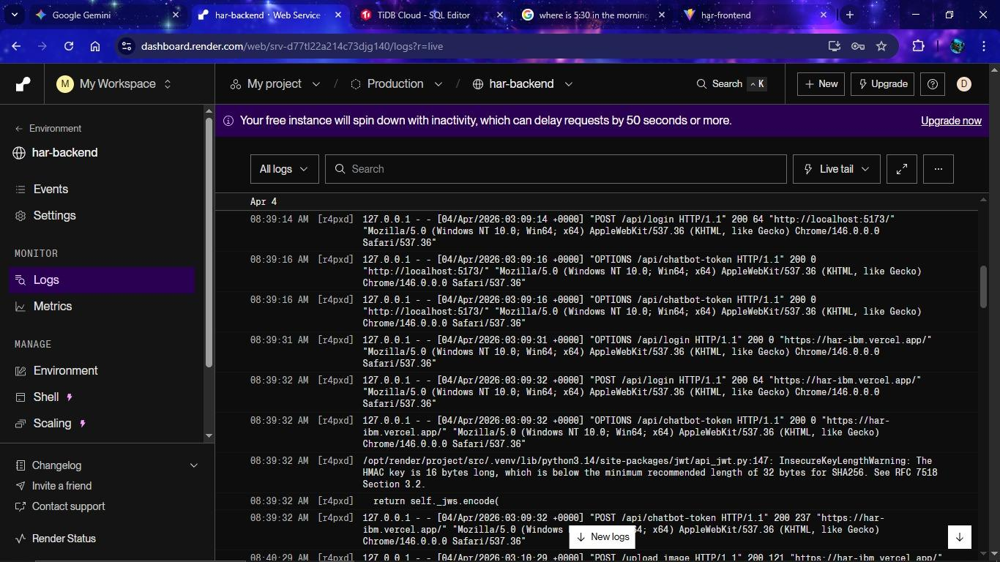 Google Gemini
har-backend · Web Service
TiDB Cloud - SQL Editor
where is 5:30 in the morning
har-frontend
dashboard.render.com/web/srv-d77tl22a214c73djg140/logs?r=live
M My Workspace
My project / Production / har-backend
Search ^ K
+ New
Upgrade
D
Your free instance will spin down with inactivity, which can delay requests by 50 seconds or more.
Upgrade now
← Environment
har-backend
Events
Settings
MONITOR
Logs
Metrics
MANAGE
Environment
Shell
Scaling
Changelog
Invite a friend
Contact support
Render Status
All logs
Search
Live tail
...
Apr 4
08:39:14 AM [r4pxd] 127.0.0.1 - - [04/Apr/2026:03:09:14 +0000] "POST /api/login HTTP/1.1" 200 64 "http://localhost:5173/"
"Mozilla/5.0 (Windows NT 10.0; Win64; x64) AppleWebKit/537.36 (KHTML, like Gecko) Chrome/146.0.0.0
Safari/537.36"
08:39:16 AM [r4pxd] 127.0.0.1 - - [04/Apr/2026:03:09:16 +0000] "OPTIONS /api/chatbot-token HTTP/1.1" 200 0
"http://localhost:5173/" "Mozilla/5.0 (Windows NT 10.0; Win64; x64) AppleWebKit/537.36 (KHTML, like Gecko)
Chrome/146.0.0.0 Safari/537.36"
08:39:16 AM [r4pxd] 127.0.0.1 - - [04/Apr/2026:03:09:16 +0000] "OPTIONS /api/chatbot-token HTTP/1.1" 200 0
"http://localhost:5173/" "Mozilla/5.0 (Windows NT 10.0; Win64; x64) AppleWebKit/537.36 (KHTML, like Gecko)
Chrome/146.0.0.0 Safari/537.36"
08:39:31 AM [r4pxd] 127.0.0.1 - - [04/Apr/2026:03:09:31 +0000] "OPTIONS /api/login HTTP/1.1" 200 0 "https://har-ibm.vercel.app/"
"Mozilla/5.0 (Windows NT 10.0; Win64; x64) AppleWebKit/537.36 (KHTML, like Gecko) Chrome/146.0.0.0
Safari/537.36"
08:39:32 AM [r4pxd] 127.0.0.1 - - [04/Apr/2026:03:09:32 +0000] "POST /api/login HTTP/1.1" 200 64 "https://har-ibm.vercel.app/"
"Mozilla/5.0 (Windows NT 10.0; Win64; x64) AppleWebKit/537.36 (KHTML, like Gecko) Chrome/146.0.0.0
Safari/537.36"
08:39:32 AM [r4pxd] 127.0.0.1 - - [04/Apr/2026:03:09:32 +0000] "OPTIONS /api/chatbot-token HTTP/1.1" 200 0 "https://har-
ibm.vercel.app/" "Mozilla/5.0 (Windows NT 10.0; Win64; x64) AppleWebKit/537.36 (KHTML, like Gecko)
Chrome/146.0.0.0 Safari/537.36"
08:39:32 AM [r4pxd] /opt/render/project/src/.venv/lib/python3.14/site-packages/jwt/api_jwt.py:147: InsecureKeyLengthWarning: The
HMAC key is 16 bytes long, which is below the minimum recommended length of 32 bytes for SHA256. See RFC 7518
Section 3.2.
08:39:32 AM [r4pxd] return self._jws.encode(
08:39:32 AM [r4pxd] 127.0.0.1 - - [04/Apr/2026:03:09:32 +0000] "POST /api/chatbot-token HTTP/1.1" 200 237 "https://har-
ibm.vercel.app/" "Mozilla/5.0 (Windows 4; x64) AppleWebKit/537.36 (KHTML, like Gecko)
Chrome/146.0.0.0 Safari/537.36"
New logs
08:40:29 AM [r4pxd] 127.0.0.1 - - [04/Apr/2026:03:10:29 +0000] "POST /upload_image HTTP/1.1" 200 121 "https://har-ibm.vercel.app/"